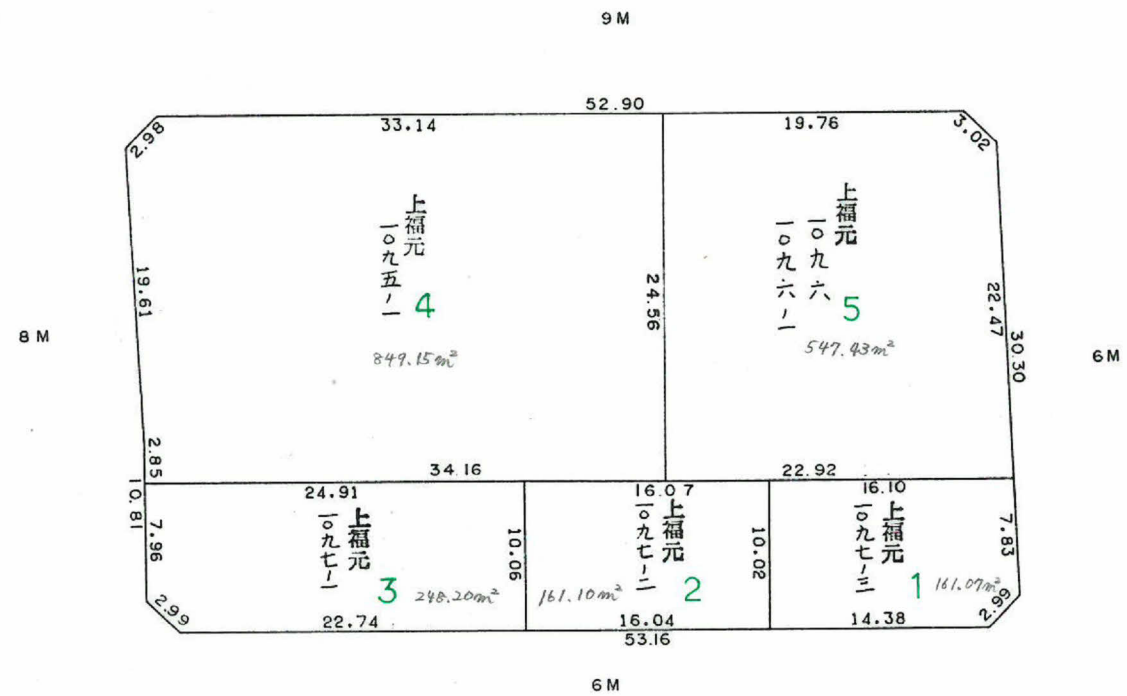 9M
52.90
33.14
19.76
2.98
3.02
上福元
一〇九五ノ一
4
849.15m²
上福元
一〇九六
一〇九六ノ一
5
547.43m²
19.61
24.56
22.47
30.30
8M
6M
2.85
34.16
22.92
10.81
24.91
16.07
16.10
7.96
上福元
一〇九七ノ一
3
248.20m²
10.06
上福元
一〇九七ノ二
161.10m²
2
10.02
上福元
一〇九七ノ三
1
161.07m²
7.83
2.99
22.74
16.04
14.38
2.99
53.16
6M